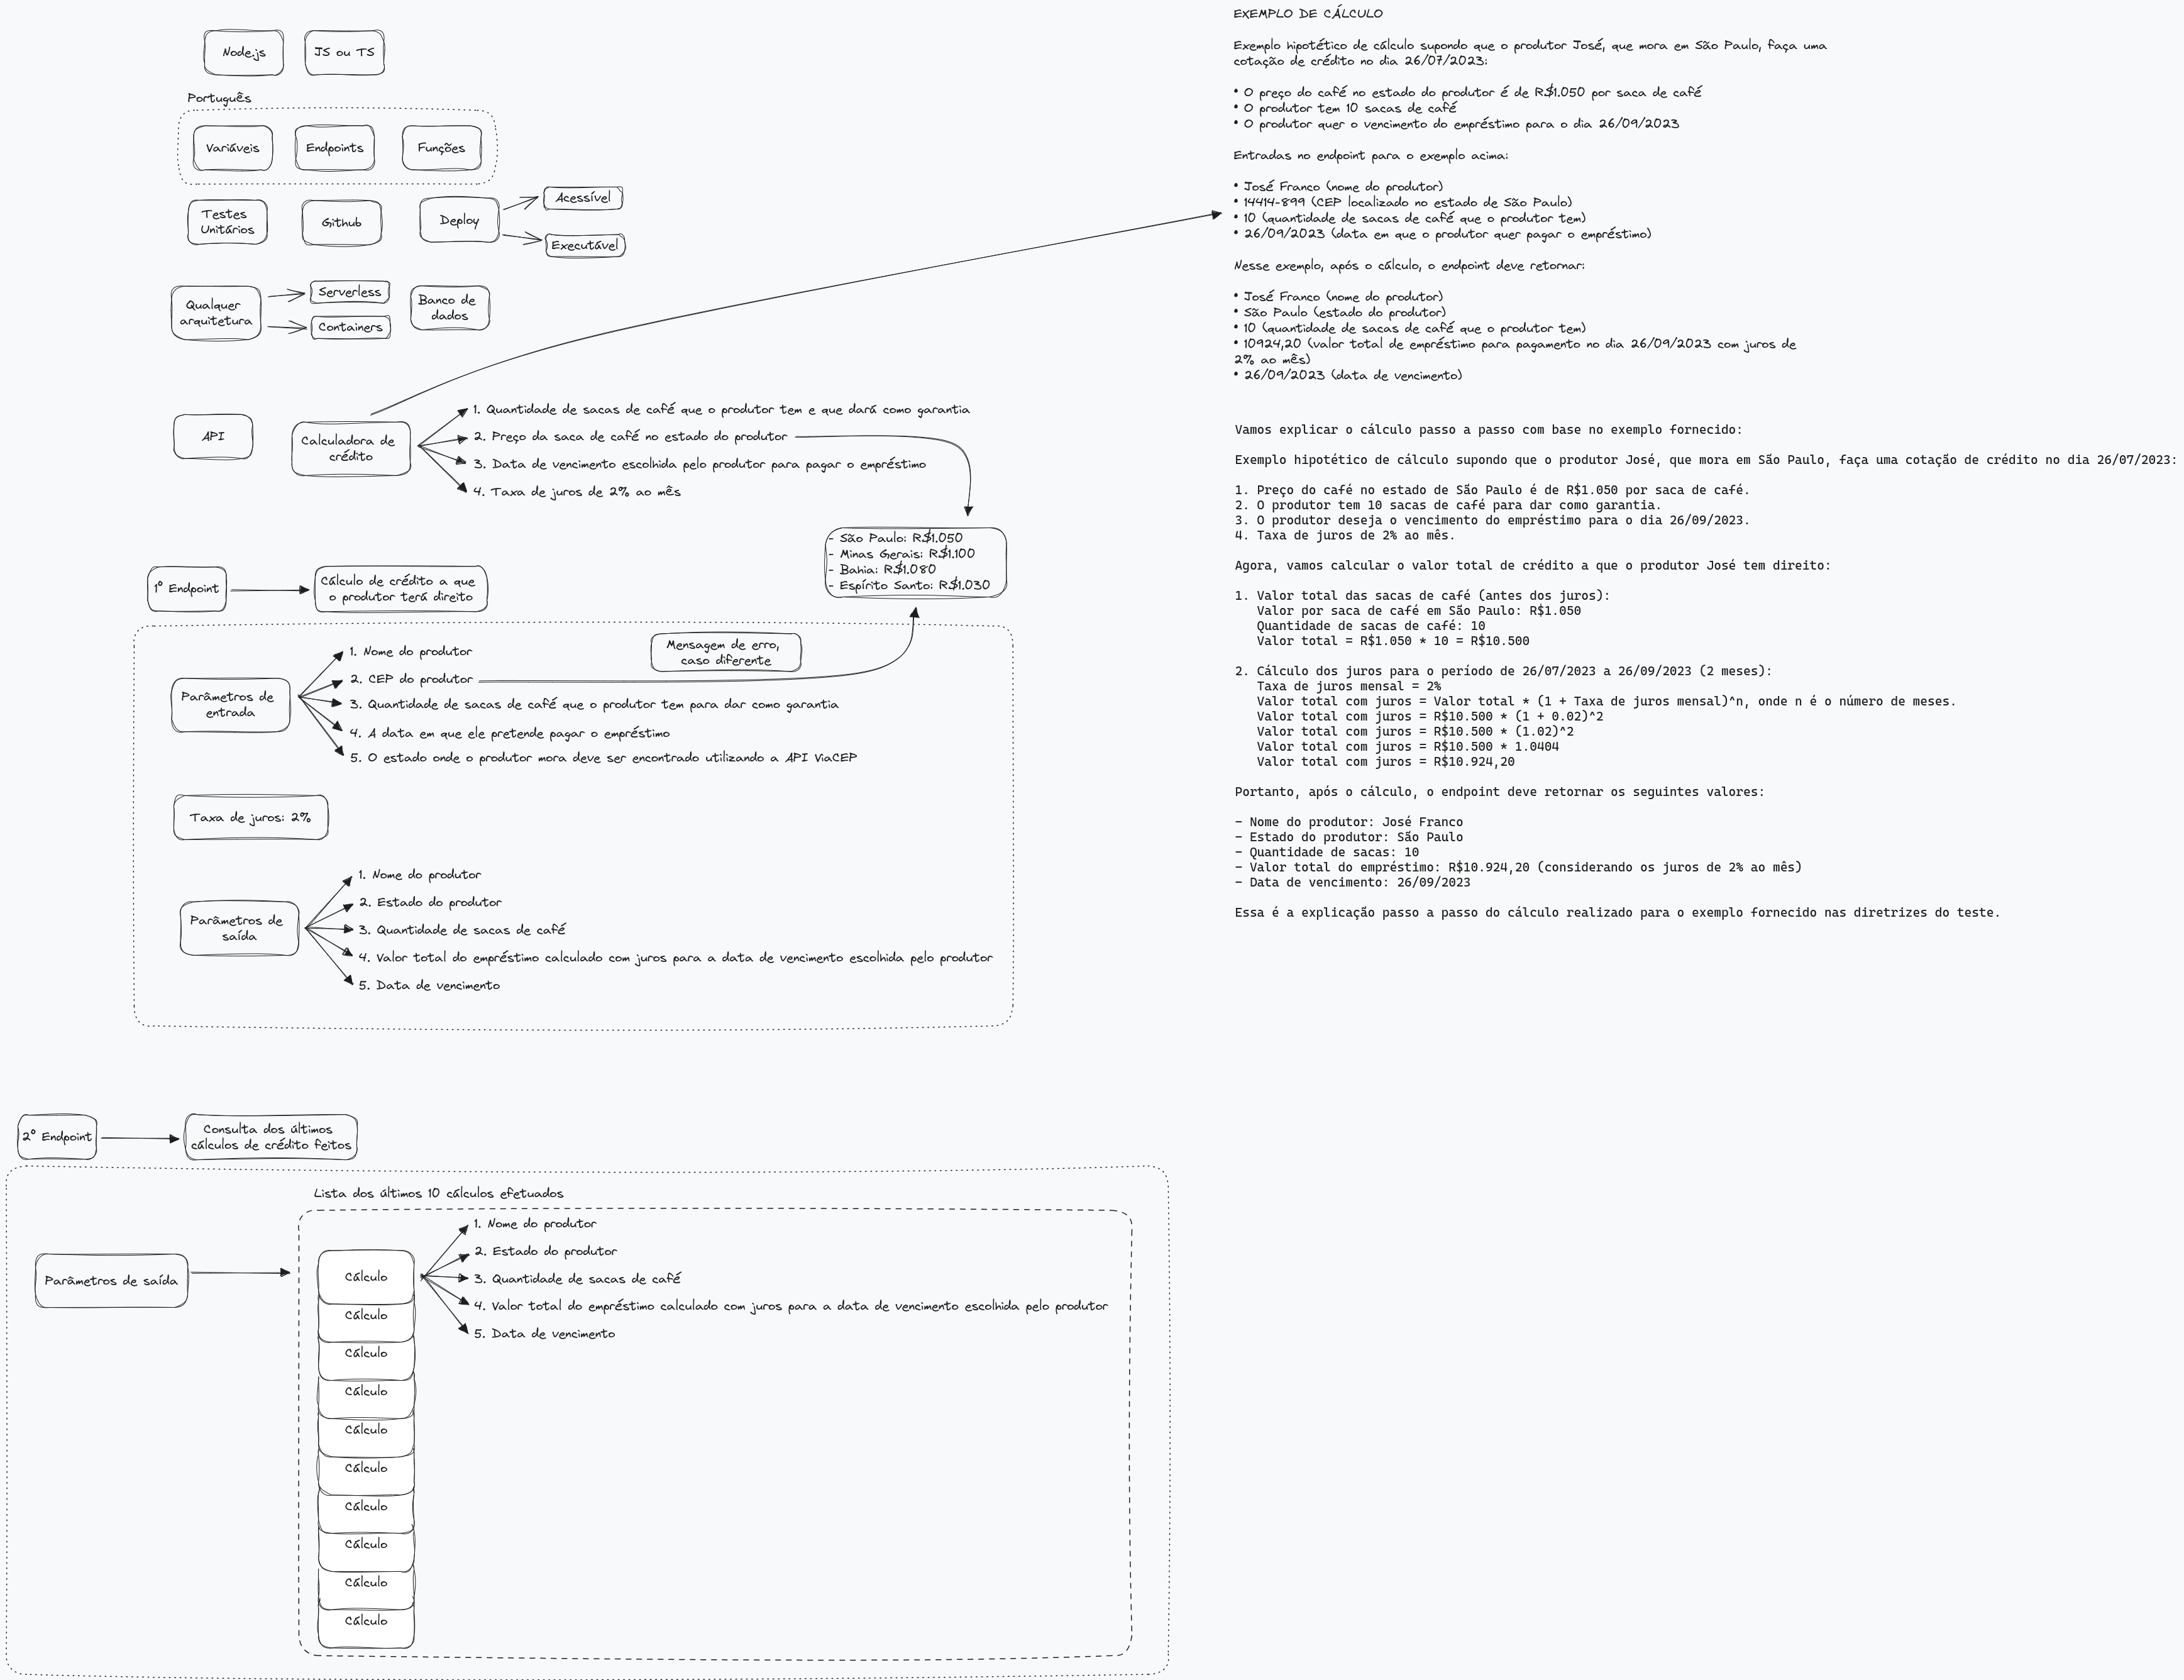 Node.js
JS ou TS
Português
Variáveis
Endpoints
Funções
Testes
Unitários
Github
Deploy
Acessível
Executável
Qualquer
arquitetura
Serverless
Containers
Banco de
dados
API
Calculadora de
crédito
1. Quantidade de sacas de café que o produtor tem e que dará como garantia
2. Preço da saca de café no estado do produtor
3. Data de vencimento escolhida pelo produtor para pagar o empréstimo
4. Taxa de juros de 2% ao mês
- São Paulo: R$1.050
- Minas Gerais: R$1.100
- Bahia: R$1.080
- Espírito Santo: R$1.030
1º Endpoint
Cálculo de crédito a que
o produtor terá direito
Mensagem de erro,
caso diferente
Parâmetros de
entrada
1. Nome do produtor
2. CEP do produtor
3. Quantidade de sacas de café que o produtor tem para dar como garantia
4. A data em que ele pretende pagar o empréstimo
5. O estado onde o produtor mora deve ser encontrado utilizando a API ViaCEP
Taxa de juros: 2%
Parâmetros de
saída
1. Nome do produtor
2. Estado do produtor
3. Quantidade de sacas de café
4. Valor total do empréstimo calculado com juros para a data de vencimento escolhida pelo produtor
5. Data de vencimento
2º Endpoint
Consulta dos últimos
cálculos de crédito feitos
Lista dos últimos 10 cálculos efetuados
Parâmetros de saída
Cálculo
1. Nome do produtor
2. Estado do produtor
3. Quantidade de sacas de café
4. Valor total do empréstimo calculado com juros para a data de vencimento escolhida pelo produtor
5. Data de vencimento
Cálculo
Cálculo
Cálculo
Cálculo
Cálculo
Cálculo
Cálculo
Cálculo
Cálculo
EXEMPLO DE CÁLCULO
Exemplo hipotético de cálculo supondo que o produtor José, que mora em São Paulo, faça uma
cotação de crédito no dia 26/07/2023:
• O preço do café no estado do produtor é de R$1.050 por saca de café
• O produtor tem 10 sacas de café
• O produtor quer o vencimento do empréstimo para o dia 26/09/2023
Entradas no endpoint para o exemplo acima:
• José Franco (nome do produtor)
• 14414-899 (CEP localizado no estado de São Paulo)
• 10 (quantidade de sacas de café que o produtor tem)
• 26/09/2023 (data em que o produtor quer pagar o empréstimo)
Nesse exemplo, após o cálculo, o endpoint deve retornar:
• José Franco (nome do produtor)
• São Paulo (estado do produtor)
• 10 (quantidade de sacas de café que o produtor tem)
• 10924,20 (valor total de empréstimo para pagamento no dia 26/09/2023 com juros de
2% ao mês)
• 26/09/2023 (data de vencimento)
Vamos explicar o cálculo passo a passo com base no exemplo fornecido:
Exemplo hipotético de cálculo supondo que o produtor José, que mora em São Paulo, faça uma cotação de crédito no dia 26/07/2023:
1. Preço do café no estado de São Paulo é de R$1.050 por saca de café.
2. O produtor tem 10 sacas de café para dar como garantia.
3. O produtor deseja o vencimento do empréstimo para o dia 26/09/2023.
4. Taxa de juros de 2% ao mês.
Agora, vamos calcular o valor total de crédito a que o produtor José tem direito:
1. Valor total das sacas de café (antes dos juros):
Valor por saca de café em São Paulo: R$1.050
Quantidade de sacas de café: 10
Valor total = R$1.050 * 10 = R$10.500
2. Cálculo dos juros para o período de 26/07/2023 a 26/09/2023 (2 meses):
Taxa de juros mensal = 2%
Valor total com juros = Valor total * (1 + Taxa de juros mensal)^n, onde n é o número de meses.
Valor total com juros = R$10.500 * (1 + 0.02)^2
Valor total com juros = R$10.500 * (1.02)^2
Valor total com juros = R$10.500 * 1.0404
Valor total com juros = R$10.924,20
Portanto, após o cálculo, o endpoint deve retornar os seguintes valores:
- Nome do produtor: José Franco
- Estado do produtor: São Paulo
- Quantidade de sacas: 10
- Valor total do empréstimo: R$10.924,20 (considerando os juros de 2% ao mês)
- Data de vencimento: 26/09/2023
Essa é a explicação passo a passo do cálculo realizado para o exemplo fornecido nas diretrizes do teste.